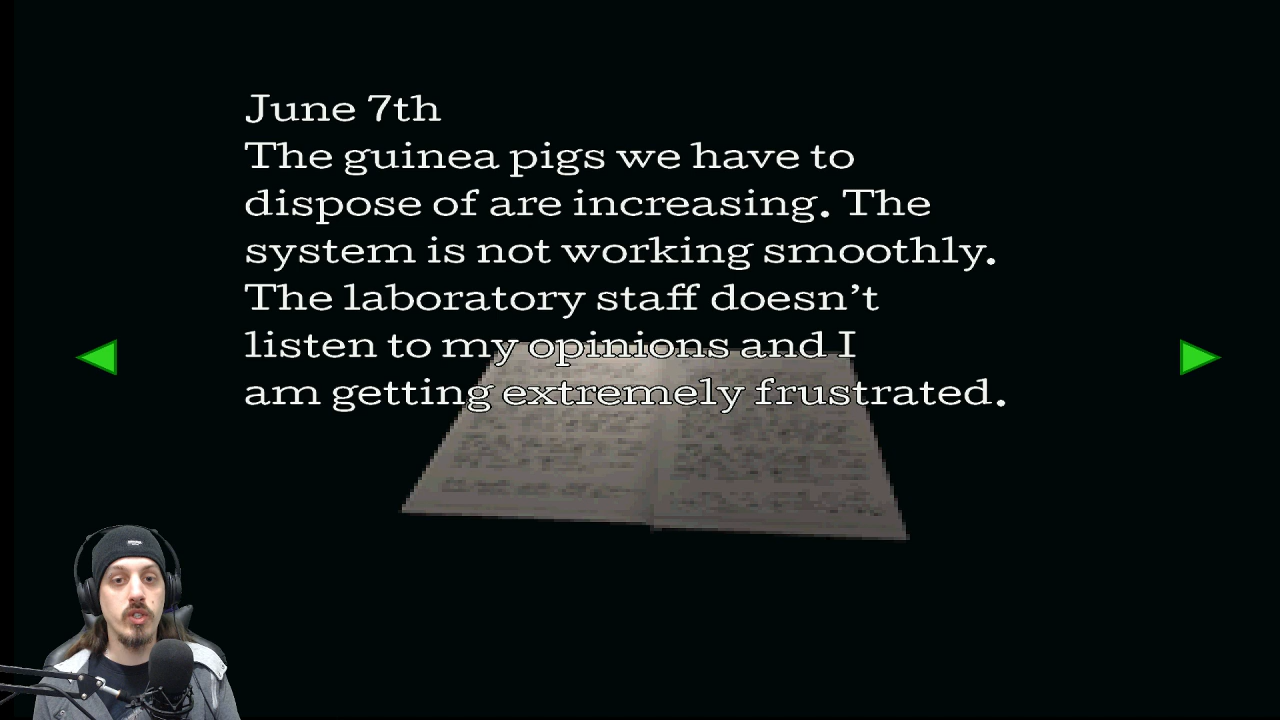 June 7th
The guinea pigs we have to
dispose of are increasing. The
system is not working smoothly.
The laboratory staff doesn’t
listen to my opinions and I
am getting extremely frustrated.